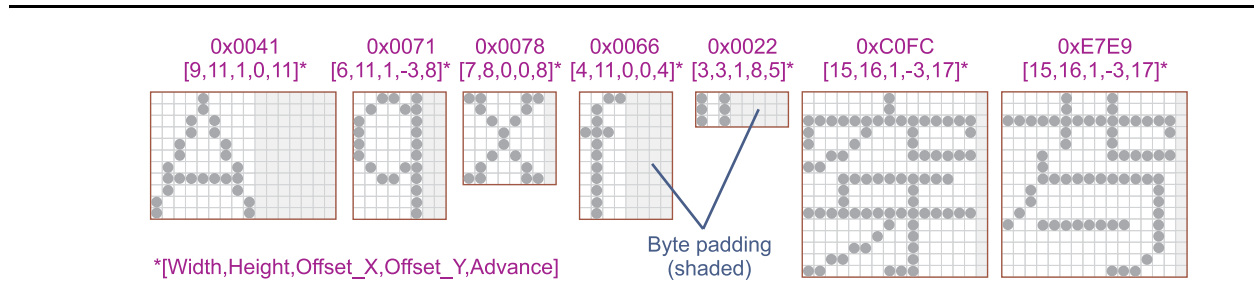 0x0041 0x0071 0x0078 0x0066 0x0022 0xC0FC 0xE7E9
[9,11,1,0,11]* [6,11,1,-3,8]* [7,8,0,0,8]* [4,11,0,0,4]* [3,3,1,8,5]* [15,16,1,-3,17]* [15,16,1,-3,17]*
Byte padding
(shaded)
*[Width,Height,Offset_X,Offset_Y,Advance]